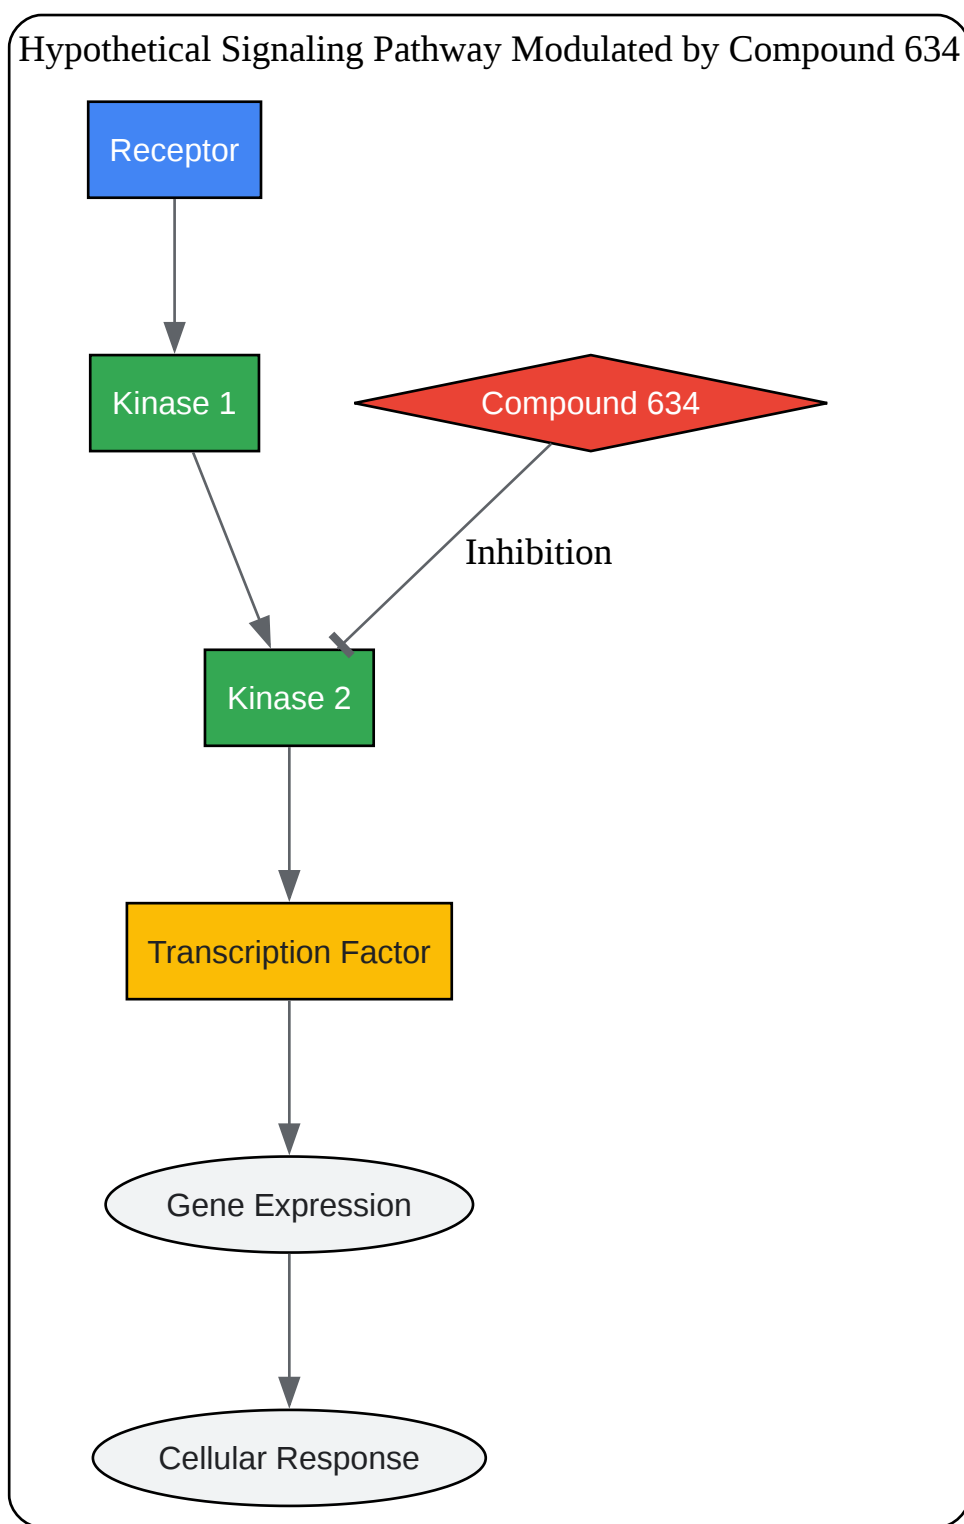 Hypothetical Signaling Pathway Modulated by Compound 634
Receptor
Kinase 1
Compound 634
Inhibition
Kinase 2
Transcription Factor
Gene Expression
Cellular Response